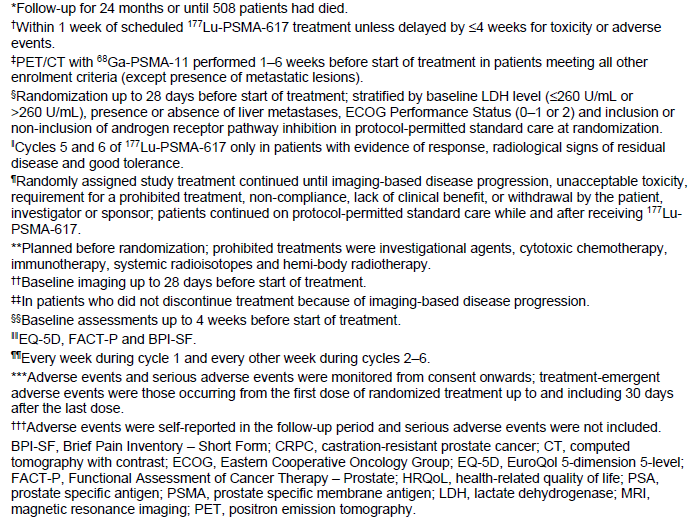 *Follow-up for 24 months or until 508 patients had died.
†Within 1 week of scheduled ¹⁷⁷Lu-PSMA-617 treatment unless delayed by ≤4 weeks for toxicity or adverse
events.
‡PET/CT with ⁶⁸Ga-PSMA-11 performed 1–6 weeks before start of treatment in patients meeting all other
enrolment criteria (except presence of metastatic lesions).
§Randomization up to 28 days before start of treatment; stratified by baseline LDH level (≤260 U/mL or
>260 U/mL), presence or absence of liver metastases, ECOG Performance Status (0–1 or 2) and inclusion or
non-inclusion of androgen receptor pathway inhibition in protocol-permitted standard care at randomization.
‖Cycles 5 and 6 of ¹⁷⁷Lu-PSMA-617 only in patients with evidence of response, radiological signs of residual
disease and good tolerance.
¶Randomly assigned study treatment continued until imaging-based disease progression, unacceptable toxicity,
requirement for a prohibited treatment, non-compliance, lack of clinical benefit, or withdrawal by the patient,
investigator or sponsor; patients continued on protocol-permitted standard care while and after receiving ¹⁷⁷Lu-
PSMA-617.
**Planned before randomization; prohibited treatments were investigational agents, cytotoxic chemotherapy,
immunotherapy, systemic radioisotopes and hemi-body radiotherapy.
††Baseline imaging up to 28 days before start of treatment.
‡‡In patients who did not discontinue treatment because of imaging-based disease progression.
§§Baseline assessments up to 4 weeks before start of treatment.
‖‖EQ-5D, FACT-P and BPI-SF.
¶¶Every week during cycle 1 and every other week during cycles 2–6.
***Adverse events and serious adverse events were monitored from consent onwards; treatment-emergent
adverse events were those occurring from the first dose of randomized treatment up to and including 30 days
after the last dose.
†††Adverse events were self-reported in the follow-up period and serious adverse events were not included.
BPI-SF, Brief Pain Inventory – Short Form; CRPC, castration-resistant prostate cancer; CT, computed
tomography with contrast; ECOG, Eastern Cooperative Oncology Group; EQ-5D, EuroQol 5-dimension 5-level;
FACT-P, Functional Assessment of Cancer Therapy – Prostate; HRQoL, health-related quality of life; PSA,
prostate specific antigen; PSMA, prostate specific membrane antigen; LDH, lactate dehydrogenase; MRI,
magnetic resonance imaging; PET, positron emission tomography.